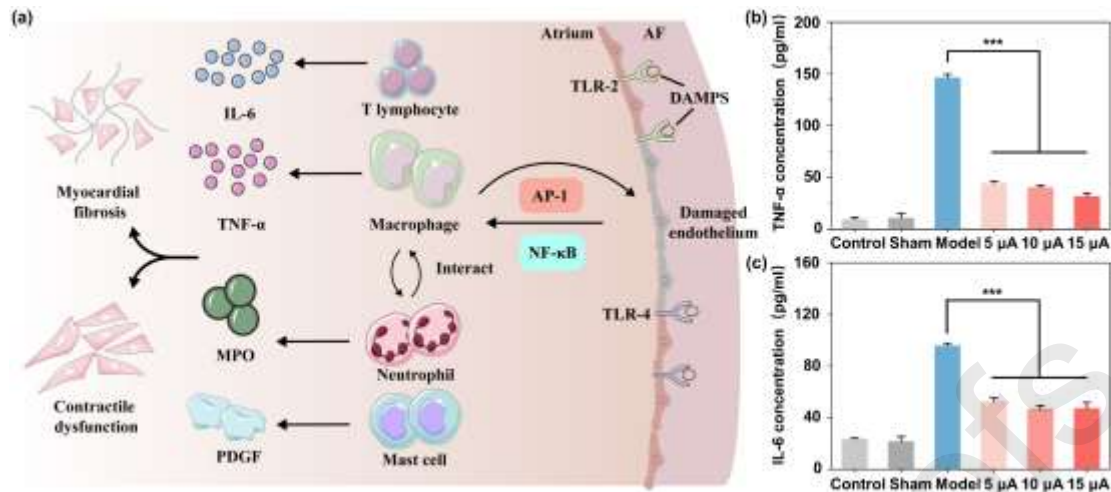 (a)
Atrium
AF
IL-6
T lymphocyte
TLR-2
DAMPS
Myocardial
fibrosis
TNF-α
Macrophage
AP-1
NF-κB
Damaged
endothelium
Interact
MPO
Neutrophil
TLR-4
Contractile
dysfunction
PDGF
Mast cell
(b)
TNF-α concentration (pg/ml)
200
150
100
50
0
***
Control Sham Model 5 μA 10 μA 15 μA
(c)
IL-6 concentration (pg/ml)
160
120
80
40
0
***
Control Sham Model 5 μA 10 μA 15 μA